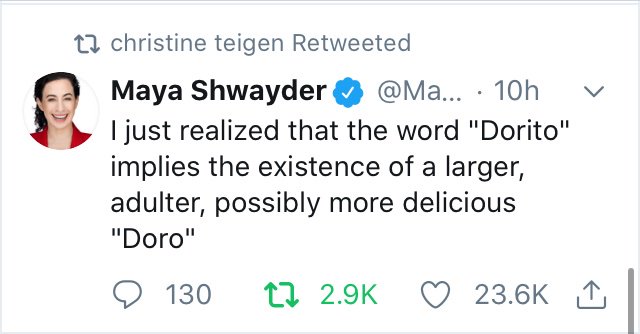 christine teigen Retweeted
Maya Shwayder @Ma... · 10h
I just realized that the word "Dorito"
implies the existence of a larger,
adulter, possibly more delicious
"Doro"
130 2.9K 23.6K